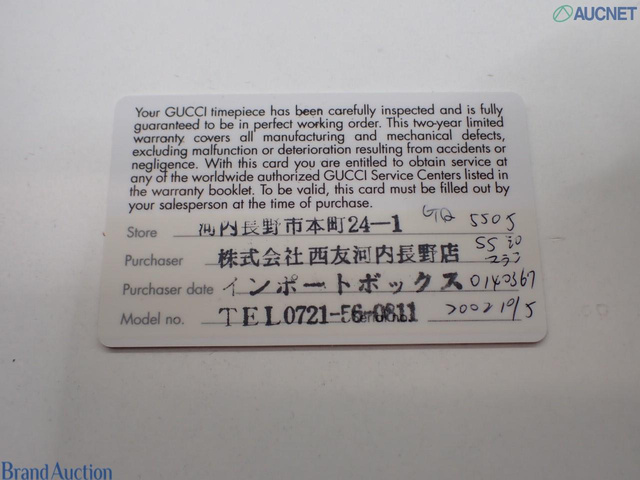 AUCNET
Your GUCCI timepiece has been carefully inspected and is fully
guaranteed to be in perfect working order. This two-year limited
warranty covers all manufacturing and mechanical defects,
excluding malfunction or deterioration resulting from accidents or
negligence. With this card you are entitled to obtain service at
any of the worldwide authorized GUCCI Service Centers listed in
the warranty booklet. To be valid, this card must be filled out by
your salesperson at the time of purchase.
Store 河内長野市本町24-1 5505
Purchaser 株式会社西友河内長野店 SS
Purchaser date インポートボックス 0140367
Model no. TEL0721-56-0811
Brand Auction